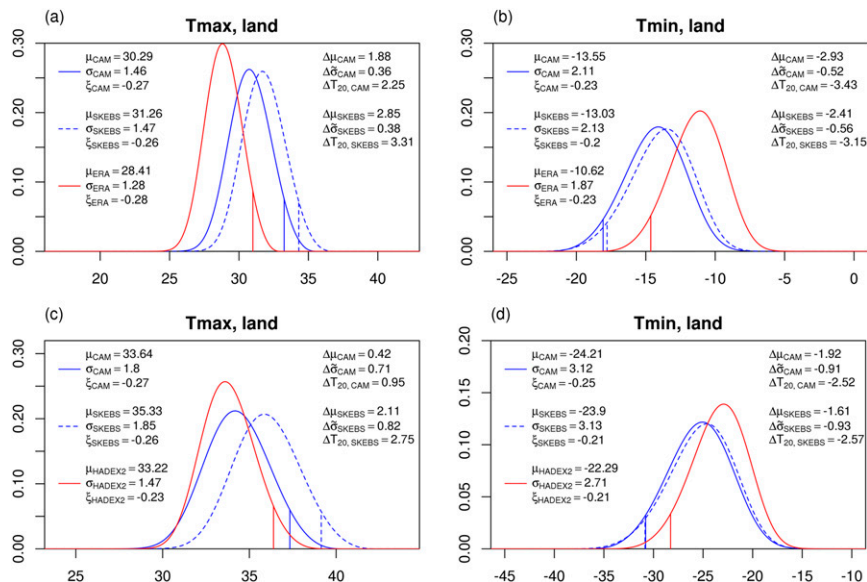 (a)
Tmax, land
0.00 0.10 0.20 0.30
μCAM = 30.29
σCAM = 1.46
ξCAM = -0.27
μSKEBS = 31.26
σSKEBS = 1.47
ξSKEBS = -0.26
μERA = 28.41
σERA = 1.28
ξERA = -0.28
ΔμCAM = 1.88
Δσ̃CAM = 0.36
ΔT20, CAM = 2.25
ΔμSKEBS = 2.85
Δσ̃SKEBS = 0.38
ΔT20, SKEBS = 3.31
20 25 30 35 40
(b)
Tmin, land
0.00 0.10 0.20 0.30
μCAM = -13.55
σCAM = 2.11
ξCAM = -0.23
μSKEBS = -13.03
σSKEBS = 2.13
ξSKEBS = -0.2
μERA = -10.62
σERA = 1.87
ξERA = -0.23
ΔμCAM = -2.93
Δσ̃CAM = -0.52
ΔT20, CAM = -3.43
ΔμSKEBS = -2.41
Δσ̃SKEBS = -0.56
ΔT20, SKEBS = -3.15
-25 -20 -15 -10 -5 0
(c)
Tmax, land
0.00 0.10 0.20 0.30
μCAM = 33.64
σCAM = 1.8
ξCAM = -0.27
μSKEBS = 35.33
σSKEBS = 1.85
ξSKEBS = -0.26
μHADEX2 = 33.22
σHADEX2 = 1.47
ξHADEX2 = -0.23
ΔμCAM = 0.42
Δσ̃CAM = 0.71
ΔT20, CAM = 0.95
ΔμSKEBS = 2.11
Δσ̃SKEBS = 0.82
ΔT20, SKEBS = 2.75
25 30 35 40
(d)
Tmin, land
0.00 0.05 0.10 0.15 0.20
μCAM = -24.21
σCAM = 3.12
ξCAM = -0.25
μSKEBS = -23.9
σSKEBS = 3.13
ξSKEBS = -0.21
μHADEX2 = -22.29
σHADEX2 = 2.71
ξHADEX2 = -0.21
ΔμCAM = -1.92
Δσ̃CAM = -0.91
ΔT20, CAM = -2.52
ΔμSKEBS = -1.61
Δσ̃SKEBS = -0.93
ΔT20, SKEBS = -2.57
-45 -40 -35 -30 -25 -20 -15 -10